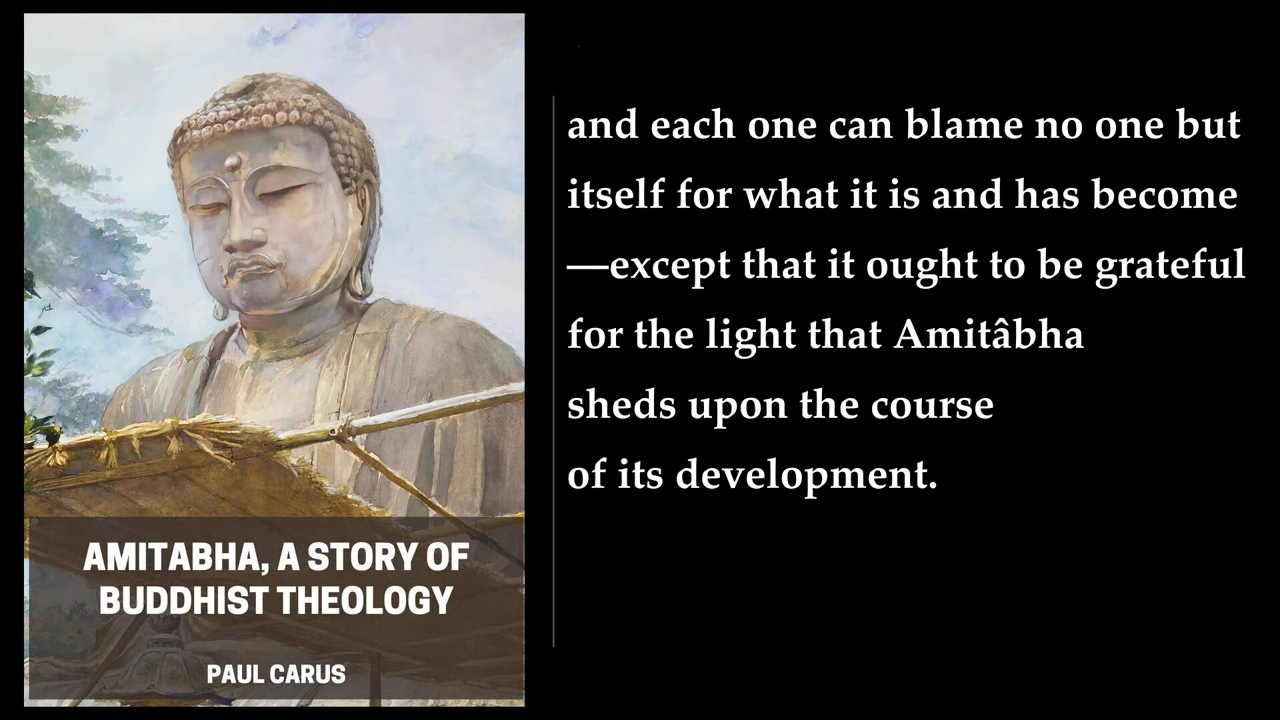 AMITABHA, A STORY OF
BUDDHIST THEOLOGY
PAUL CARUS
and each one can blame no one but
itself for what it is and has become
—except that it ought to be grateful
for the light that Amitâbha
sheds upon the course
of its development.